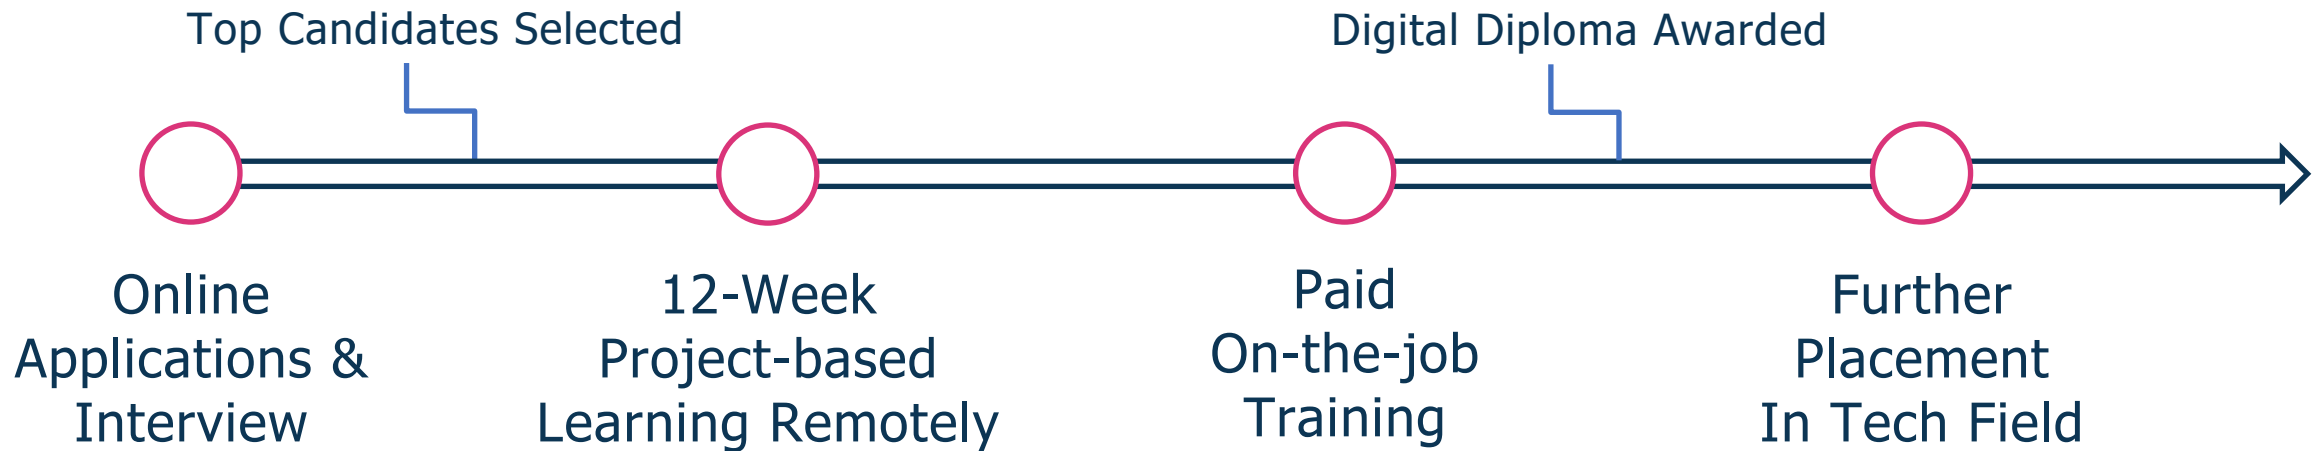 Top Candidates Selected
Digital Diploma Awarded
Online
Applications &
Interview
12-Week
Project-based
Learning Remotely
Paid
On-the-job
Training
Further
Placement
In Tech Field